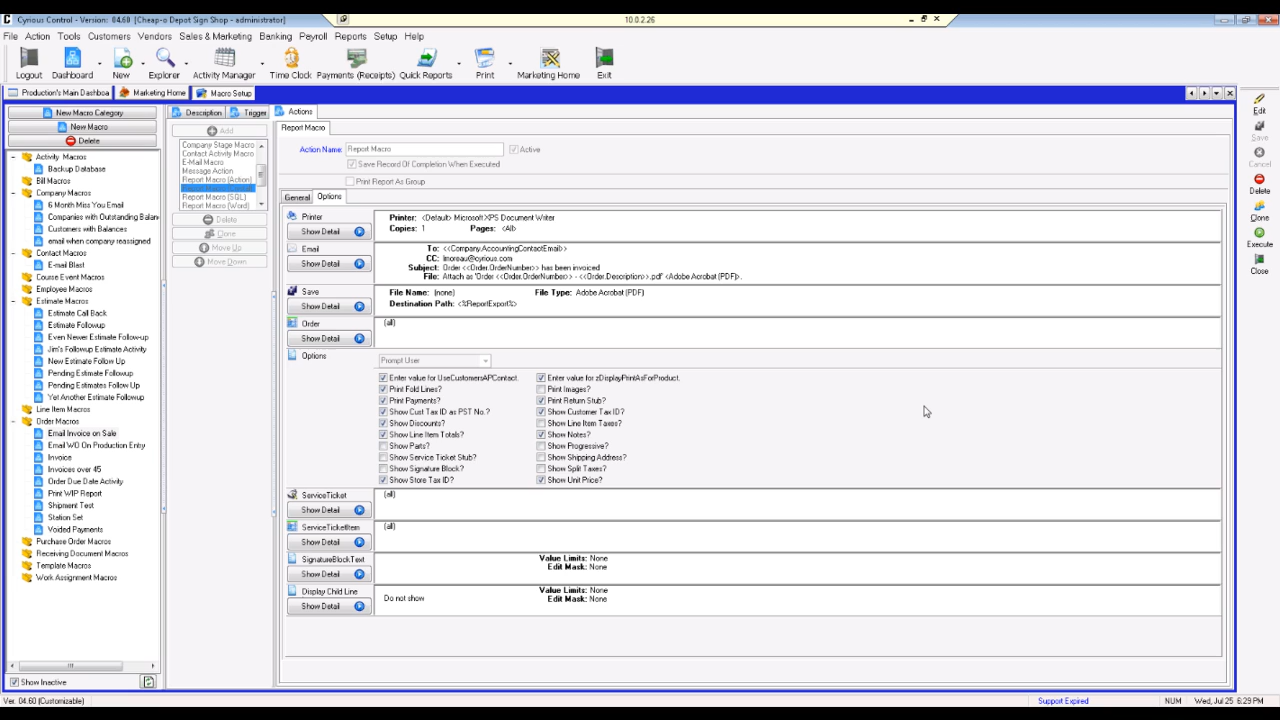 Cyrious Control - Version: 04.60 [Cheap-o Depot Sign Shop - administrator]
10.0.2.26
File Action Tools Customers Vendors Sales & Marketing Banking Payroll Reports Setup Help
Logout Dashboard New Explorer Activity Manager Time Clock Payments (Receipts) Quick Reports Print Marketing Home Exit
Production's Main Dashboa Marketing Home Macro Setup
New Macro Category
New Macro
Delete
Activity Macros
Backup Database
Bill Macros
Company Macros
6 Month Miss You Email
Companies with Outstanding Balan
Customers with Balances
email when company reassigned
Contact Macros
E-mail Blast
Course Event Macros
Employee Macros
Estimate Macros
Estimate Call Back
Estimate Followup
Even Newer Estimate Follow-up
Jim's Followup Estimate Activity
New Estimate Follow Up
Pending Estimate Followup
Pending Estimates Follow Up
Yet Another Estimate Followup
Line Item Macros
Order Macros
Email Invoice on Sale
Email WO On Production Entry
Invoice
Invoices over 45
Order Due Date Activity
Print WIP Report
Shipment Test
Station Set
Voided Payments
Purchase Order Macros
Receiving Document Macros
Template Macros
Work Assignment Macros
Show Inactive
Description Trigger Actions
Add
Company Stage Macro
Contact Activity Macro
E-Mail Macro
Message Action
Report Macro (Action)
Report Macro (SQL)
Report Macro (Word)
Delete
Clone
Move Up
Move Down
Report Macro
Action Name: Report Macro Active
Save Record Of Completion When Executed
Print Report As Group
General Options
Printer
Show Detail
Printer: <Default> Microsoft XPS Document Writer
Copies: 1 Pages: <All>
Email
Show Detail
To: <<Company.AccountingContactEmail>>
CC: lmoreau@cyrious.com
Subject: Order <<Order.OrderNumber>> has been invoiced
File: Attach as 'Order <<Order.OrderNumber>> - <<Order.Description>>.pdf' <Adobe Acrobat (PDF)>.
Save
Show Detail
File Name: (none) File Type: Adobe Acrobat (PDF)
Destination Path: <%ReportExport%>
Order (all)
Show Detail
Options
Prompt User
Enter value for UseCustomersAPContact. Enter value for zDisplayPrintAsForProduct.
Print Fold Lines? Print Images?
Print Payments? Print Return Stub?
Show Cust Tax ID as PST No.? Show Customer Tax ID?
Show Discounts? Show Line Item Taxes?
Show Line Item Totals? Show Notes?
Show Parts? Show Progressive?
Show Service Ticket Stub? Show Shipping Address?
Show Signature Block? Show Split Taxes?
Show Store Tax ID? Show Unit Price?
ServiceTicket (all)
Show Detail
ServiceTicketItem (all)
Show Detail
SignatureBlockText
Show Detail
Value Limits: None
Edit Mask: None
Display Child Line
Show Detail
Do not show
Value Limits: None
Edit Mask: None
Edit
Save
Cancel
Delete
Clone
Execute
Close
Ver. 04.60 (Customizable) Support Expired NUM Wed, Jul 25 6:29 PM